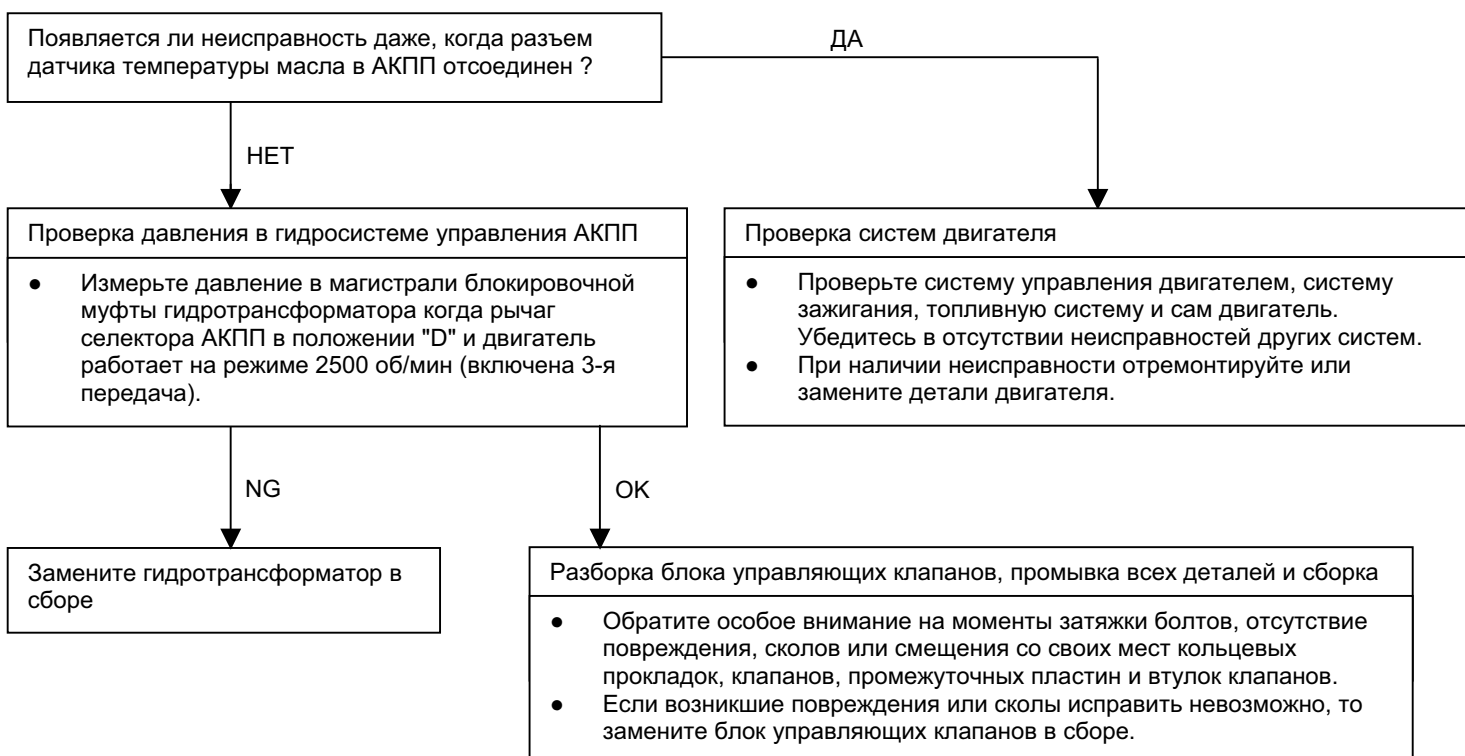 Появляется ли неисправность даже, когда разъем
датчика температуры масла в АКПП отсоединен ?
ДА
НЕТ
Проверка давления в гидросистеме управления АКПП
● Измерьте давление в магистрали блокировочной
муфты гидротрансформатора когда рычаг
селектора АКПП в положении "D" и двигатель
работает на режиме 2500 об/мин (включена 3-я
передача).
Проверка систем двигателя
● Проверьте систему управления двигателем, систему
зажигания, топливную систему и сам двигатель.
Убедитесь в отсутствии неисправностей других систем.
● При наличии неисправности отремонтируйте или
замените детали двигателя.
NG
OK
Замените гидротрансформатор в
сборе
Разборка блока управляющих клапанов, промывка всех деталей и сборка
● Обратите особое внимание на моменты затяжки болтов, отсутствие
повреждения, сколов или смещения со своих мест кольцевых
прокладок, клапанов, промежуточных пластин и втулок клапанов.
● Если возникшие повреждения или сколы исправить невозможно, то
замените блок управляющих клапанов в сборе.